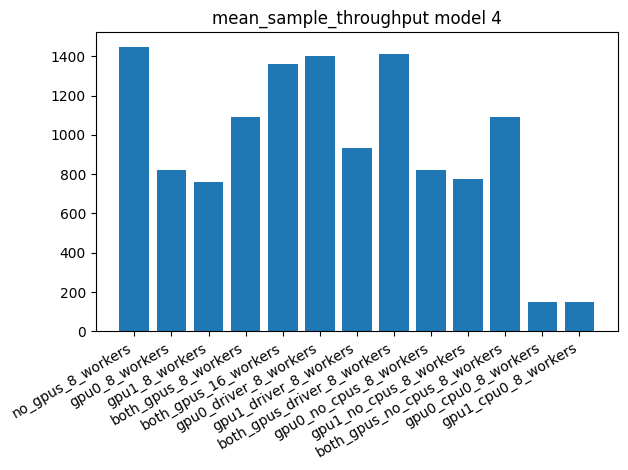 mean_sample_throughput model 4
1400
1200
1000
800
600
400
200
0
no_gpus_8_workers
gpu0_8_workers
gpu1_8_workers
both_gpus_8_workers
both_gpus_16_workers
gpu0_driver_8_workers
gpu1_driver_8_workers
both_gpus_driver_8_workers
gpu0_no_cpus_8_workers
gpu1_no_cpus_8_workers
both_gpus_no_cpus_8_workers
gpu0_cpu0_8_workers
gpu1_cpu0_8_workers